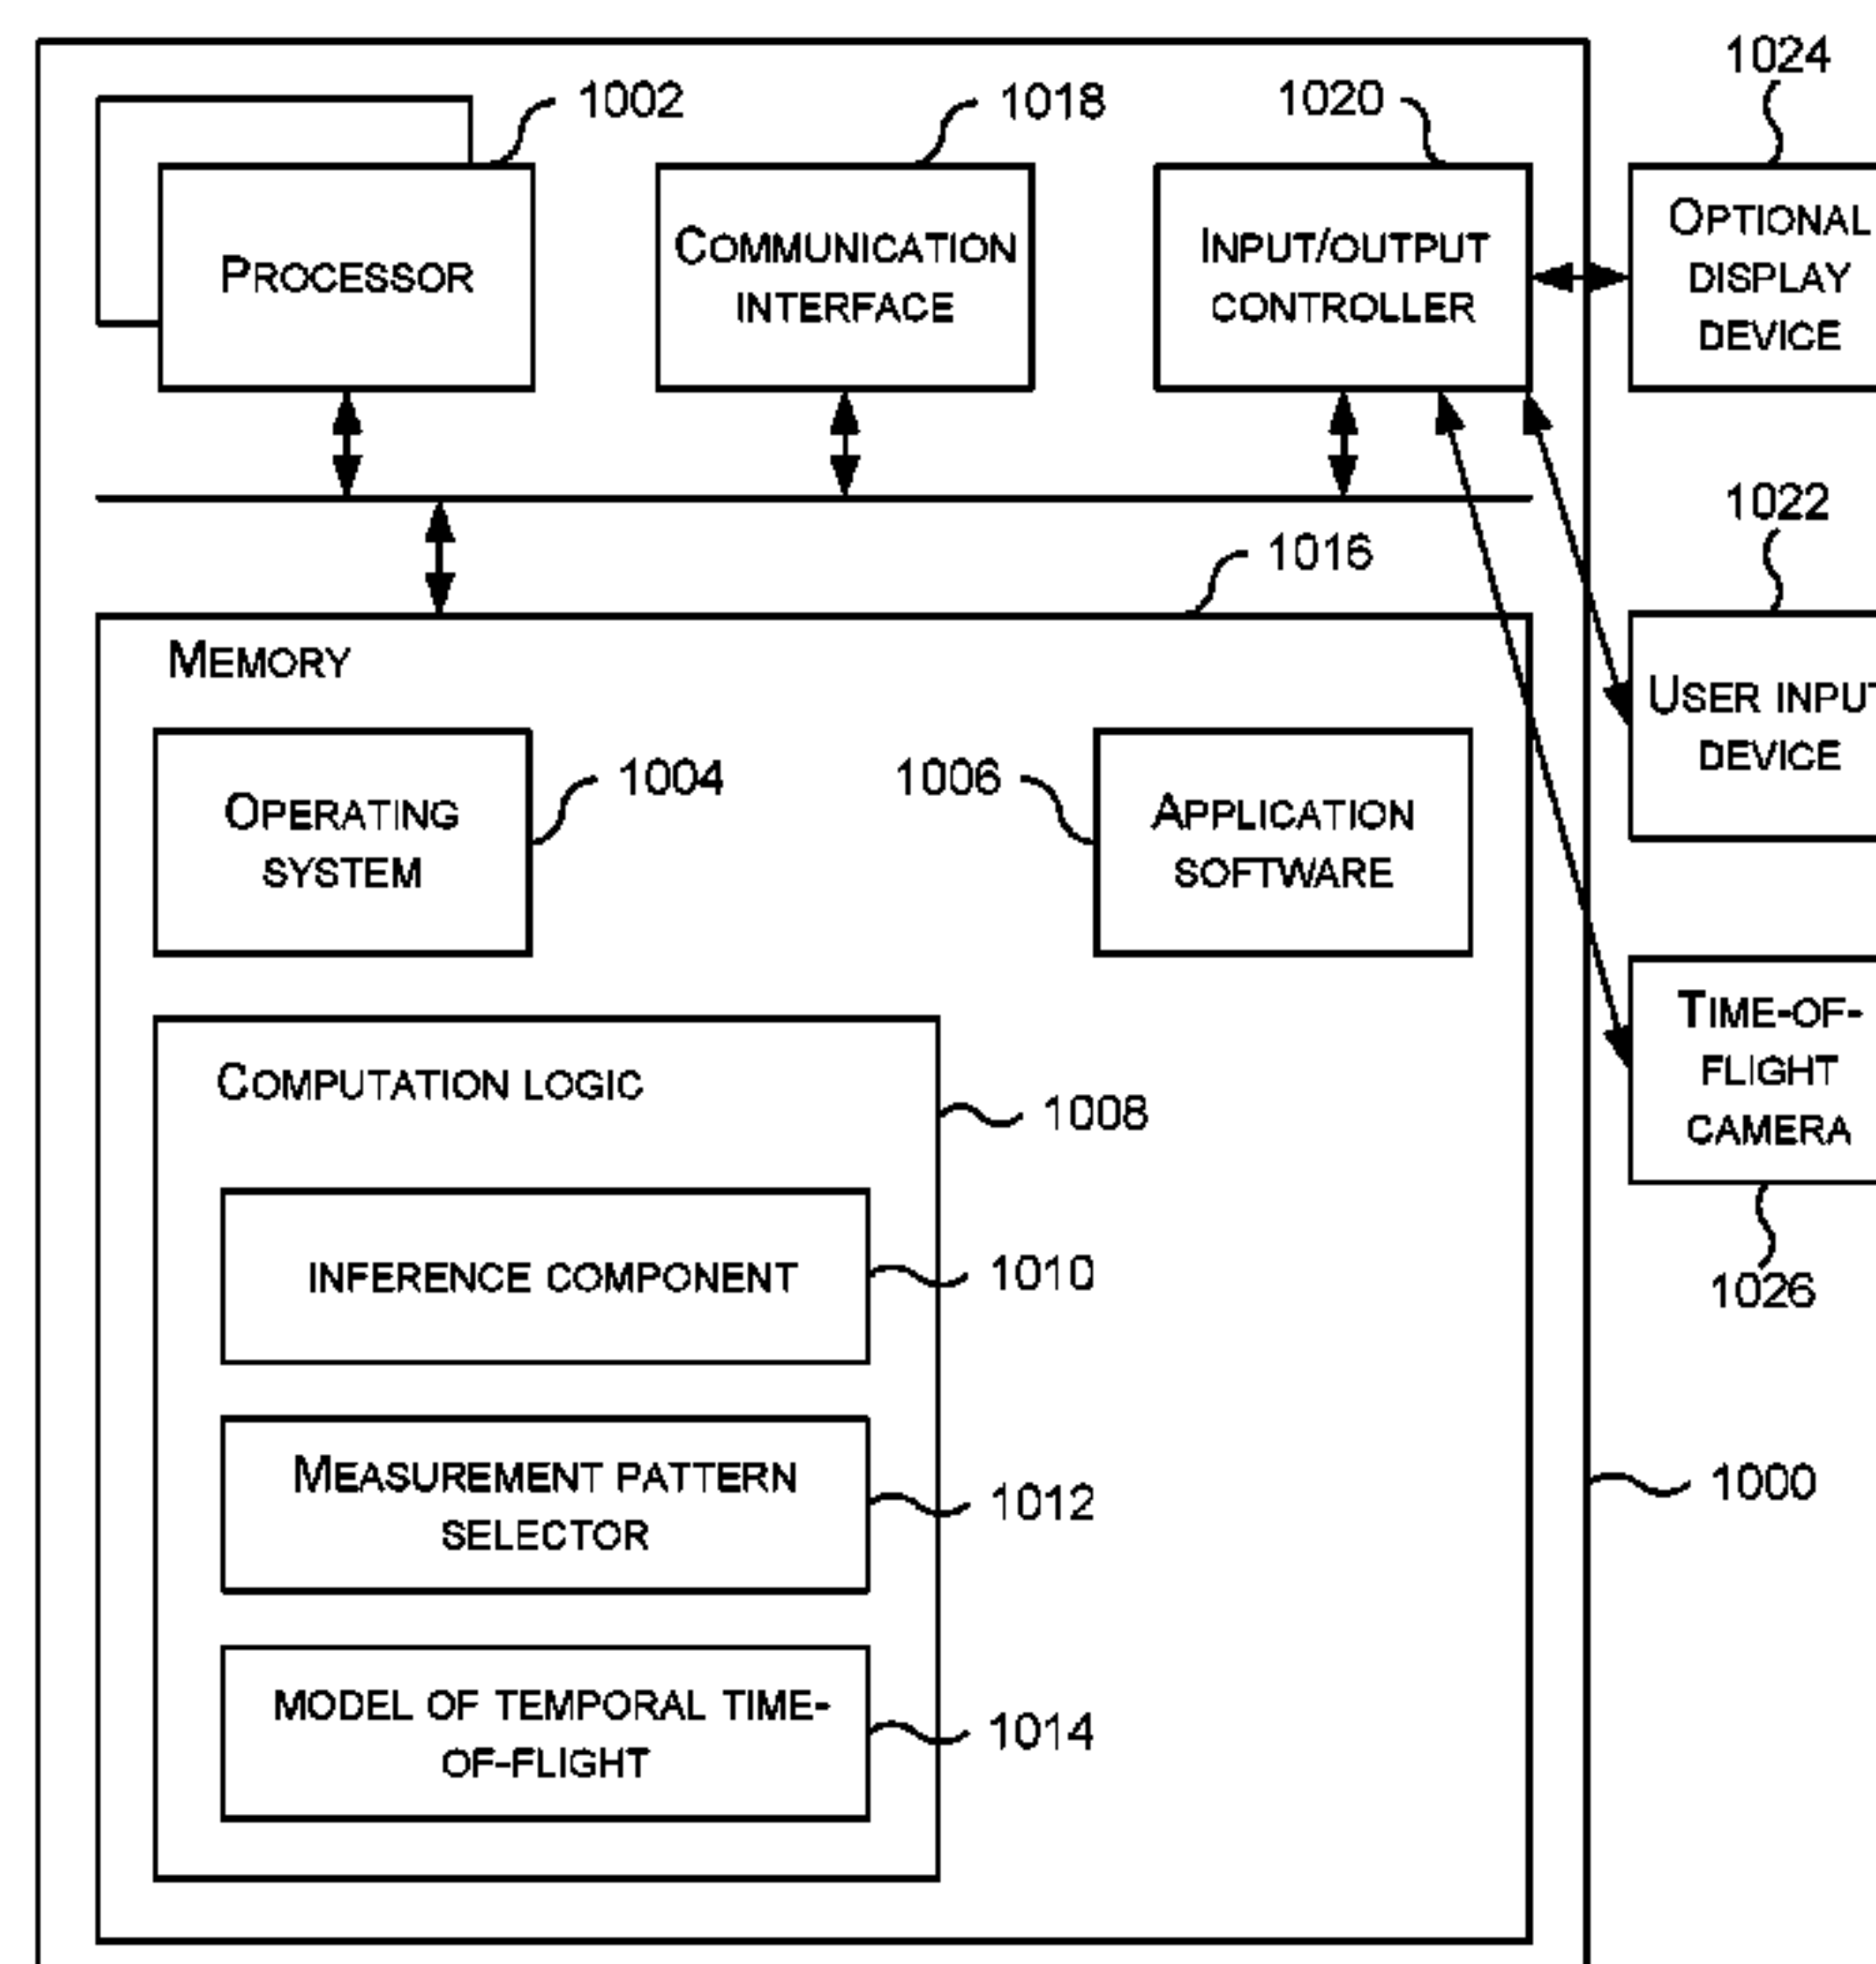 1024
1002
1018
1020
PROCESSOR
COMMUNICATION
INTERFACE
INPUT/OUTPUT
CONTROLLER
OPTIONAL
DISPLAY
DEVICE
1022
1016
MEMORY
USER INPUT
DEVICE
OPERATING
SYSTEM
1004
1006
APPLICATION
SOFTWARE
TIME-OF-
FLIGHT
CAMERA
1026
COMPUTATION LOGIC
1008
INFERENCE COMPONENT
1010
MEASUREMENT PATTERN
SELECTOR
1012
1000
MODEL OF TEMPORAL TIME-
OF-FLIGHT
1014